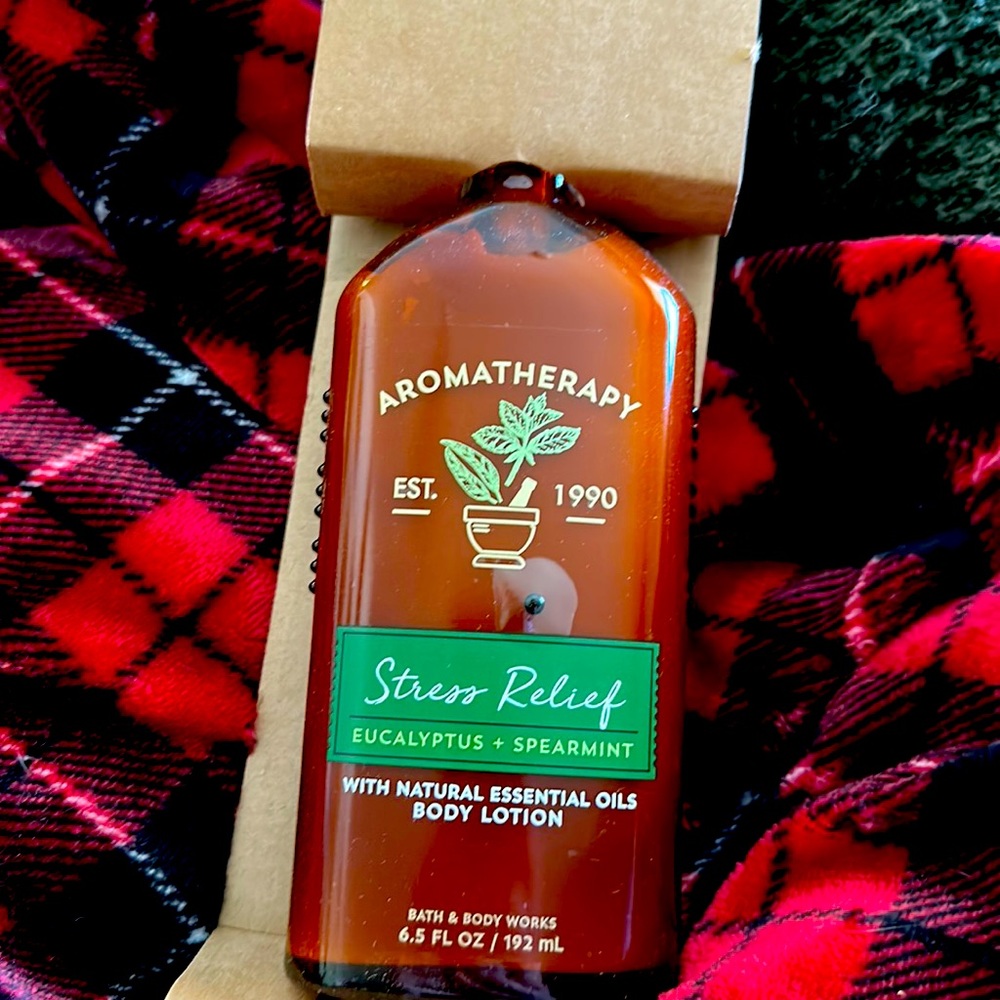 AROMATHERAPY
EST. 1990
Stress Relief
EUCALYPTUS + SPEARMINT
WITH NATURAL ESSENTIAL OILS
BODY LOTION
BATH & BODY WORKS
6.5 FL OZ / 192 mL